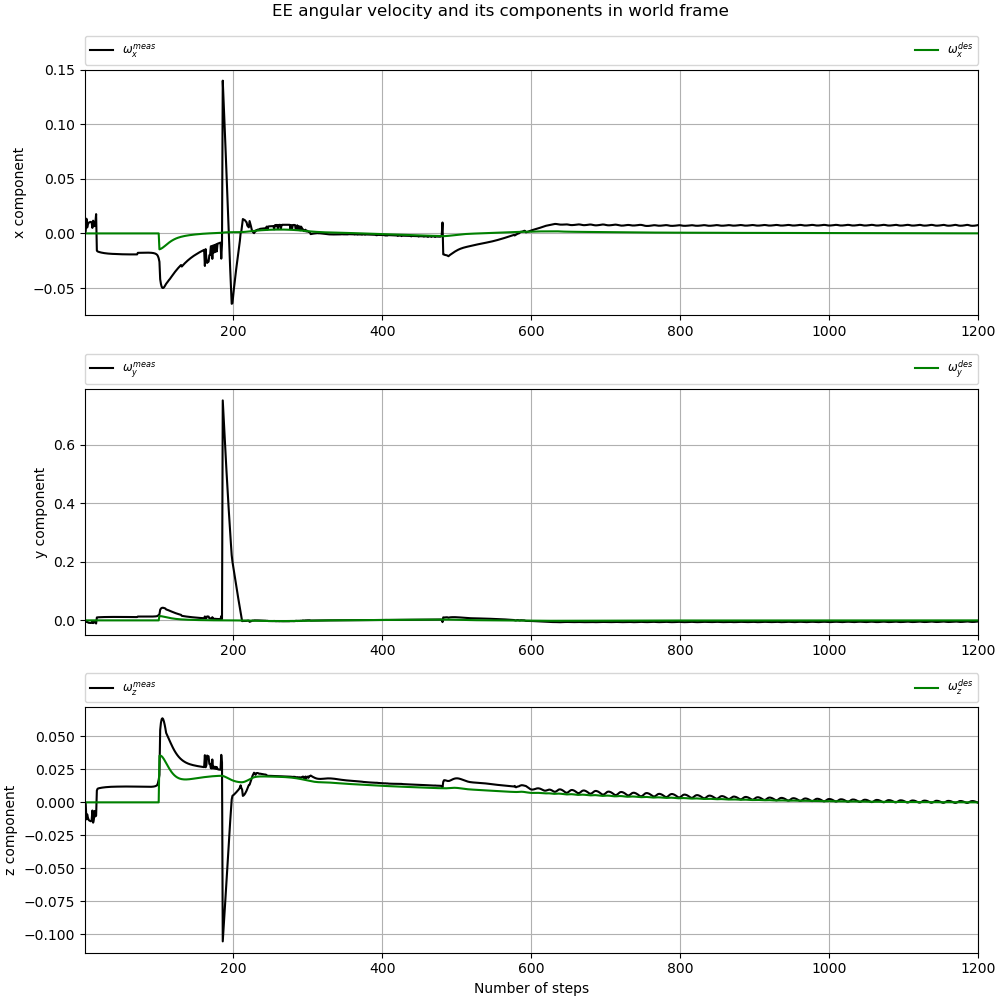 EE angular velocity and its components in world frame
ω_x^meas ω_x^des
0.15
0.10
0.05
0.00
−0.05
x component
200 400 600 800 1000 1200
ω_y^meas ω_y^des
0.6
0.4
0.2
0.0
y component
200 400 600 800 1000 1200
ω_z^meas ω_z^des
0.050
0.025
0.000
−0.025
−0.050
−0.075
−0.100
z component
200 400 600 800 1000 1200
Number of steps